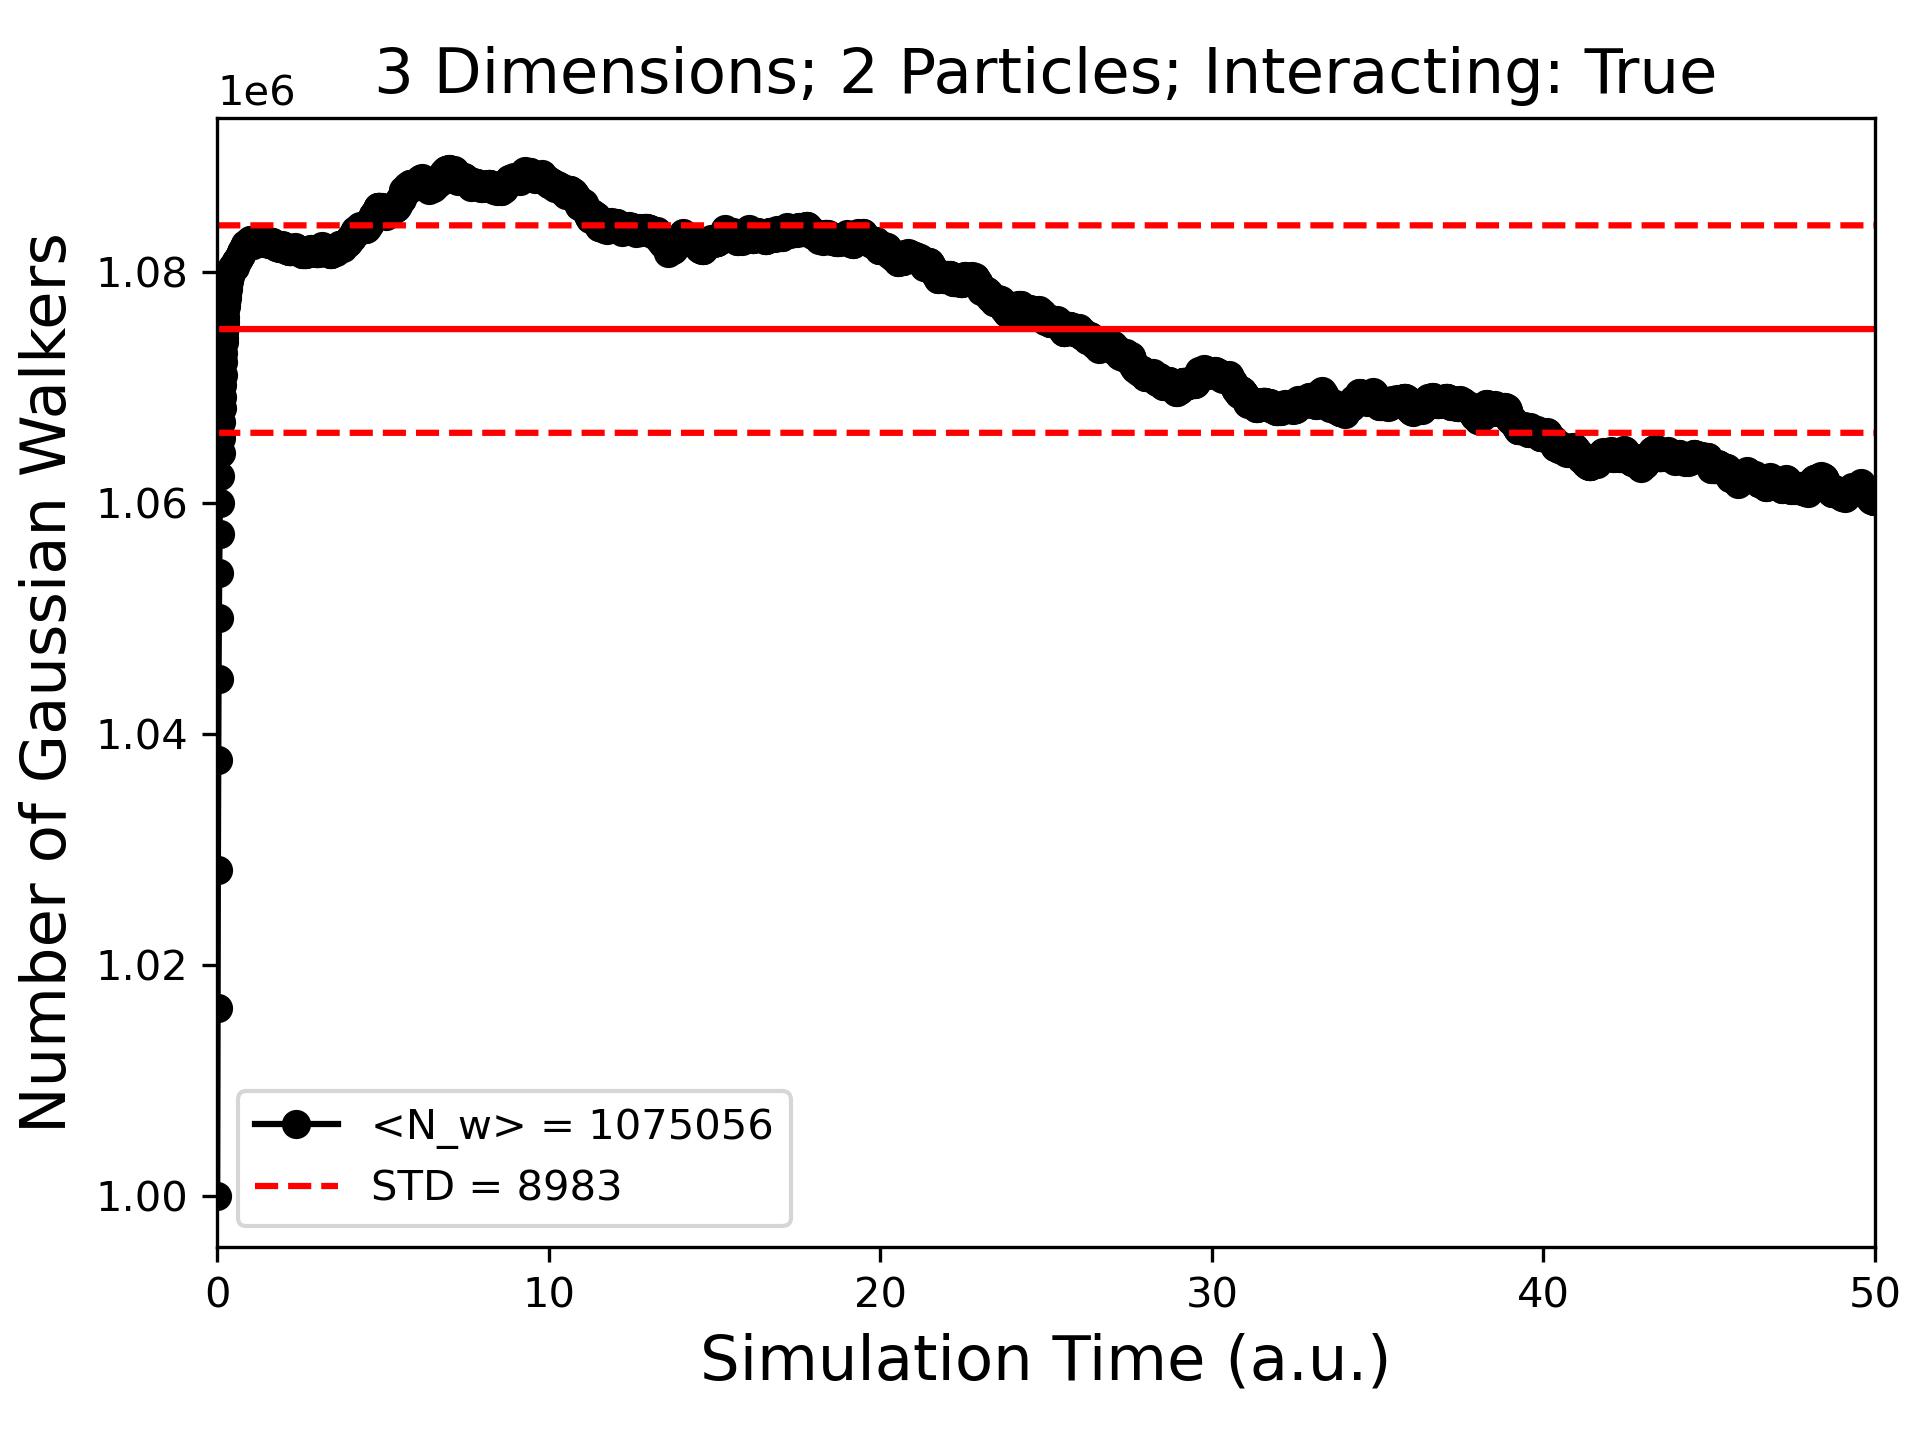 3 Dimensions; 2 Particles; Interacting: True
1e6
Number of Gaussian Walkers
1.08
1.06
1.04
1.02
1.00
<N_w> = 1075056
STD = 8983
0 10 20 30 40 50
Simulation Time (a.u.)